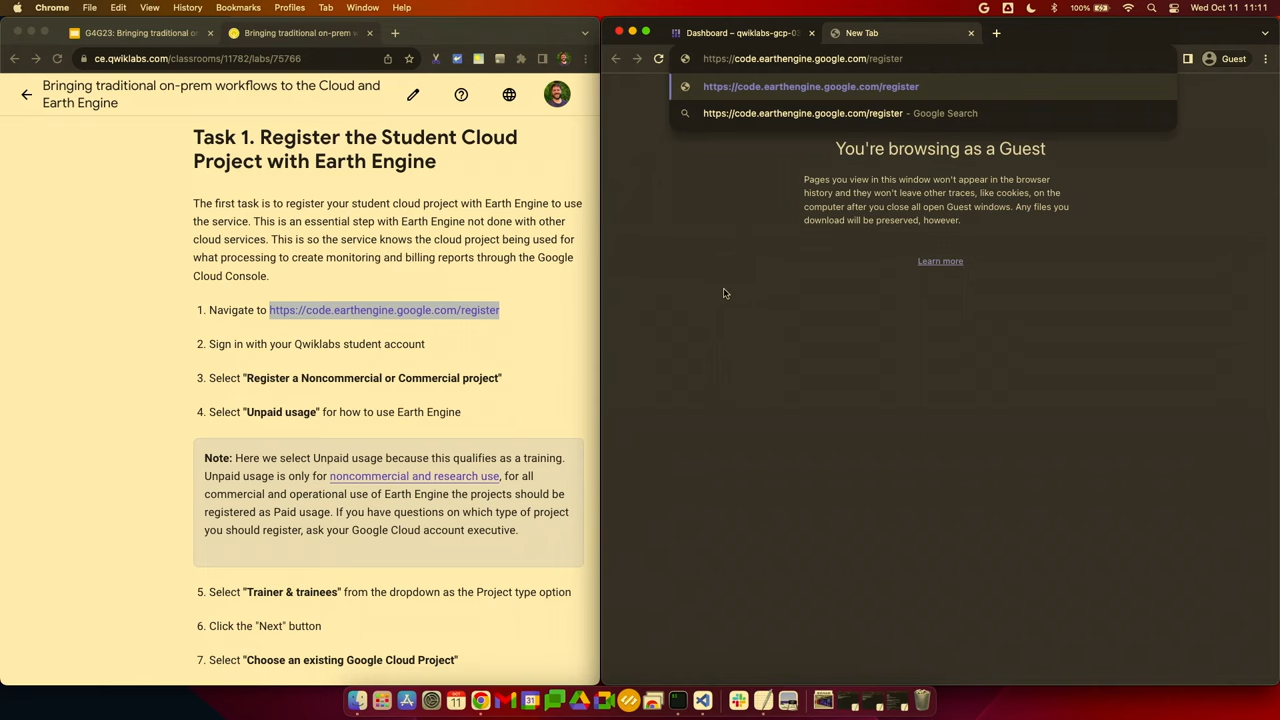 Chrome File Edit View History Bookmarks Profiles Tab Window Help
100% Wed Oct 11 11:11
G4G23: Bringing traditional on
Bringing traditional on-prem w
ce.qwiklabs.com/classrooms/11782/labs/75766
Bringing traditional on-prem workflows to the Cloud and
Earth Engine
Task 1. Register the Student Cloud
Project with Earth Engine
The first task is to register your student cloud project with Earth Engine to use
the service. This is an essential step with Earth Engine not done with other
cloud services. This is so the service knows the cloud project being used for
what processing to create monitoring and billing reports through the Google
Cloud Console.
1. Navigate to https://code.earthengine.google.com/register
2. Sign in with your Qwiklabs student account
3. Select "Register a Noncommercial or Commercial project"
4. Select "Unpaid usage" for how to use Earth Engine
Note: Here we select Unpaid usage because this qualifies as a training.
Unpaid usage is only for noncommercial and research use, for all
commercial and operational use of Earth Engine the projects should be
registered as Paid usage. If you have questions on which type of project
you should register, ask your Google Cloud account executive.
5. Select "Trainer & trainees" from the dropdown as the Project type option
6. Click the "Next" button
7. Select "Choose an existing Google Cloud Project"
Dashboard – qwiklabs-gcp-03
New Tab
https://code.earthengine.google.com/register
Guest
https://code.earthengine.google.com/register
https://code.earthengine.google.com/register - Google Search
You're browsing as a Guest
Pages you view in this window won't appear in the browser
history and they won't leave other traces, like cookies, on the
computer after you close all open Guest windows. Any files you
download will be preserved, however.
Learn more